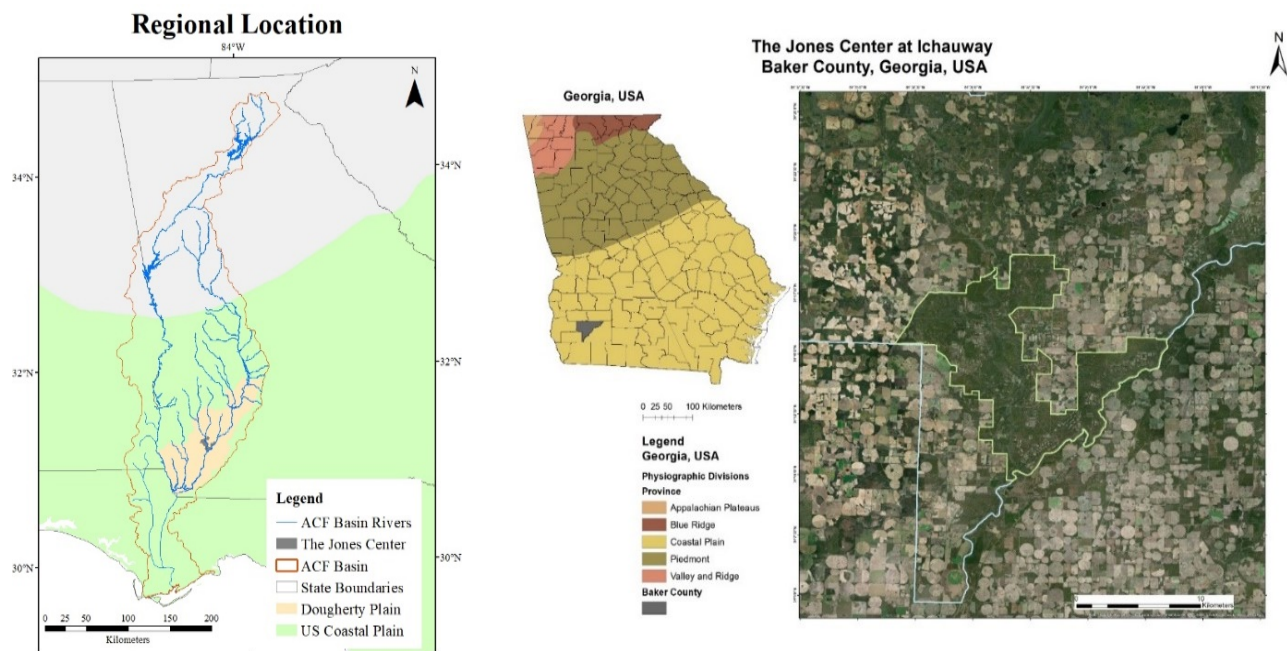 Regional Location
84°W
N
34°N
34°N
33°N
32°N
32°N
31°N
30°N
30°N
Legend
ACF Basin Rivers
The Jones Center
ACF Basin
State Boundaries
Dougherty Plain
US Coastal Plain
0 25 50 100 150 200
Kilometers
Georgia, USA
0 25 50 100 Kilometers
Legend
Georgia, USA
Physiographic Divisions
Province
Appalachian Plateaus
Blue Ridge
Coastal Plain
Piedmont
Valley and Ridge
Baker County
The Jones Center at Ichauway
Baker County, Georgia, USA
N
0
10
Kilometers